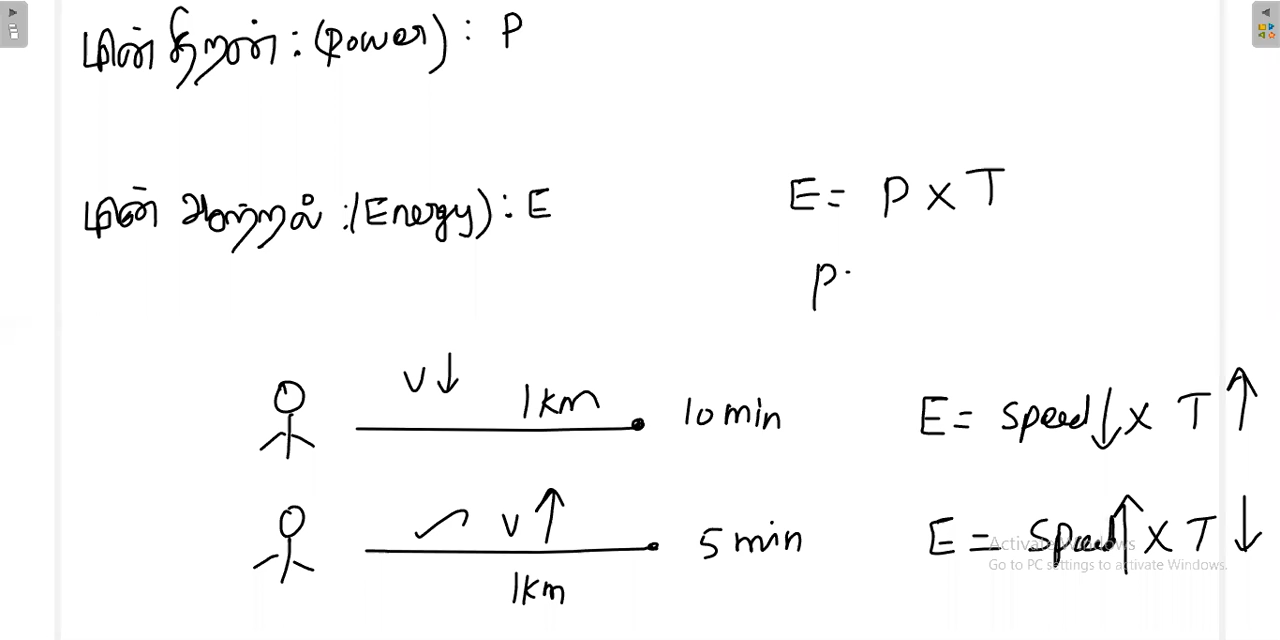 மின் திறன் : (Power) : P
மின் ஆற்றல் : (Energy) : E
E = P x T
P
V↓ 1km 10 min
E = Speed↓ x T↑
V↑ 5 min
1km
E = Speed↑ x T↓
Activate Windows
Go to PC settings to activate Windows.